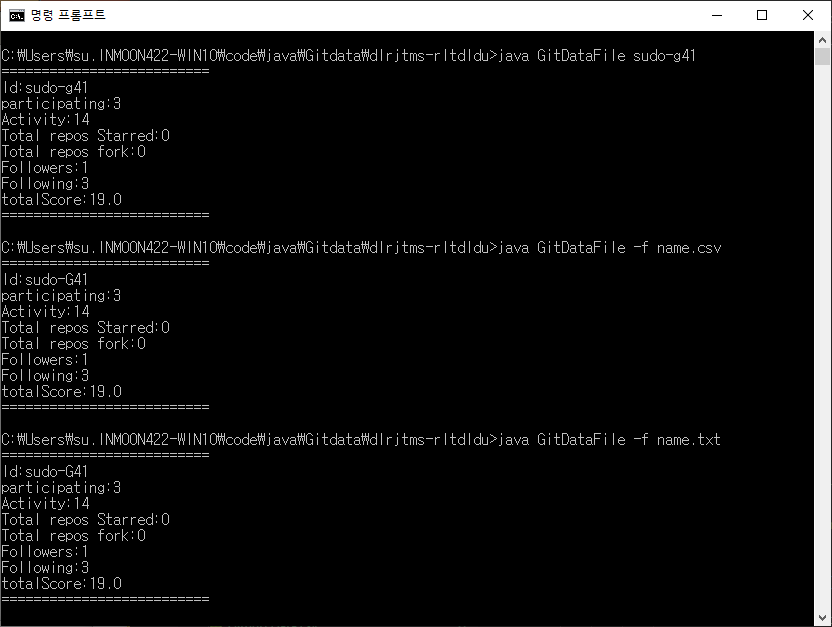 명령 프롬프트
C:₩Users₩su.INMOON422-WIN10₩code₩java₩Gitdata₩dlrjtms-rltdldu>java GitDataFile sudo-g41
==========================
Id:sudo-g41
participating:3
Activity:14
Total repos Starred:0
Total repos fork:0
Followers:1
Following:3
totalScore:19.0
==========================
C:₩Users₩su.INMOON422-WIN10₩code₩java₩Gitdata₩dlrjtms-rltdldu>java GitDataFile -f name.csv
==========================
Id:sudo-G41
participating:3
Activity:14
Total repos Starred:0
Total repos fork:0
Followers:1
Following:3
totalScore:19.0
==========================
C:₩Users₩su.INMOON422-WIN10₩code₩java₩Gitdata₩dlrjtms-rltdldu>java GitDataFile -f name.txt
==========================
Id:sudo-G41
participating:3
Activity:14
Total repos Starred:0
Total repos fork:0
Followers:1
Following:3
totalScore:19.0
==========================